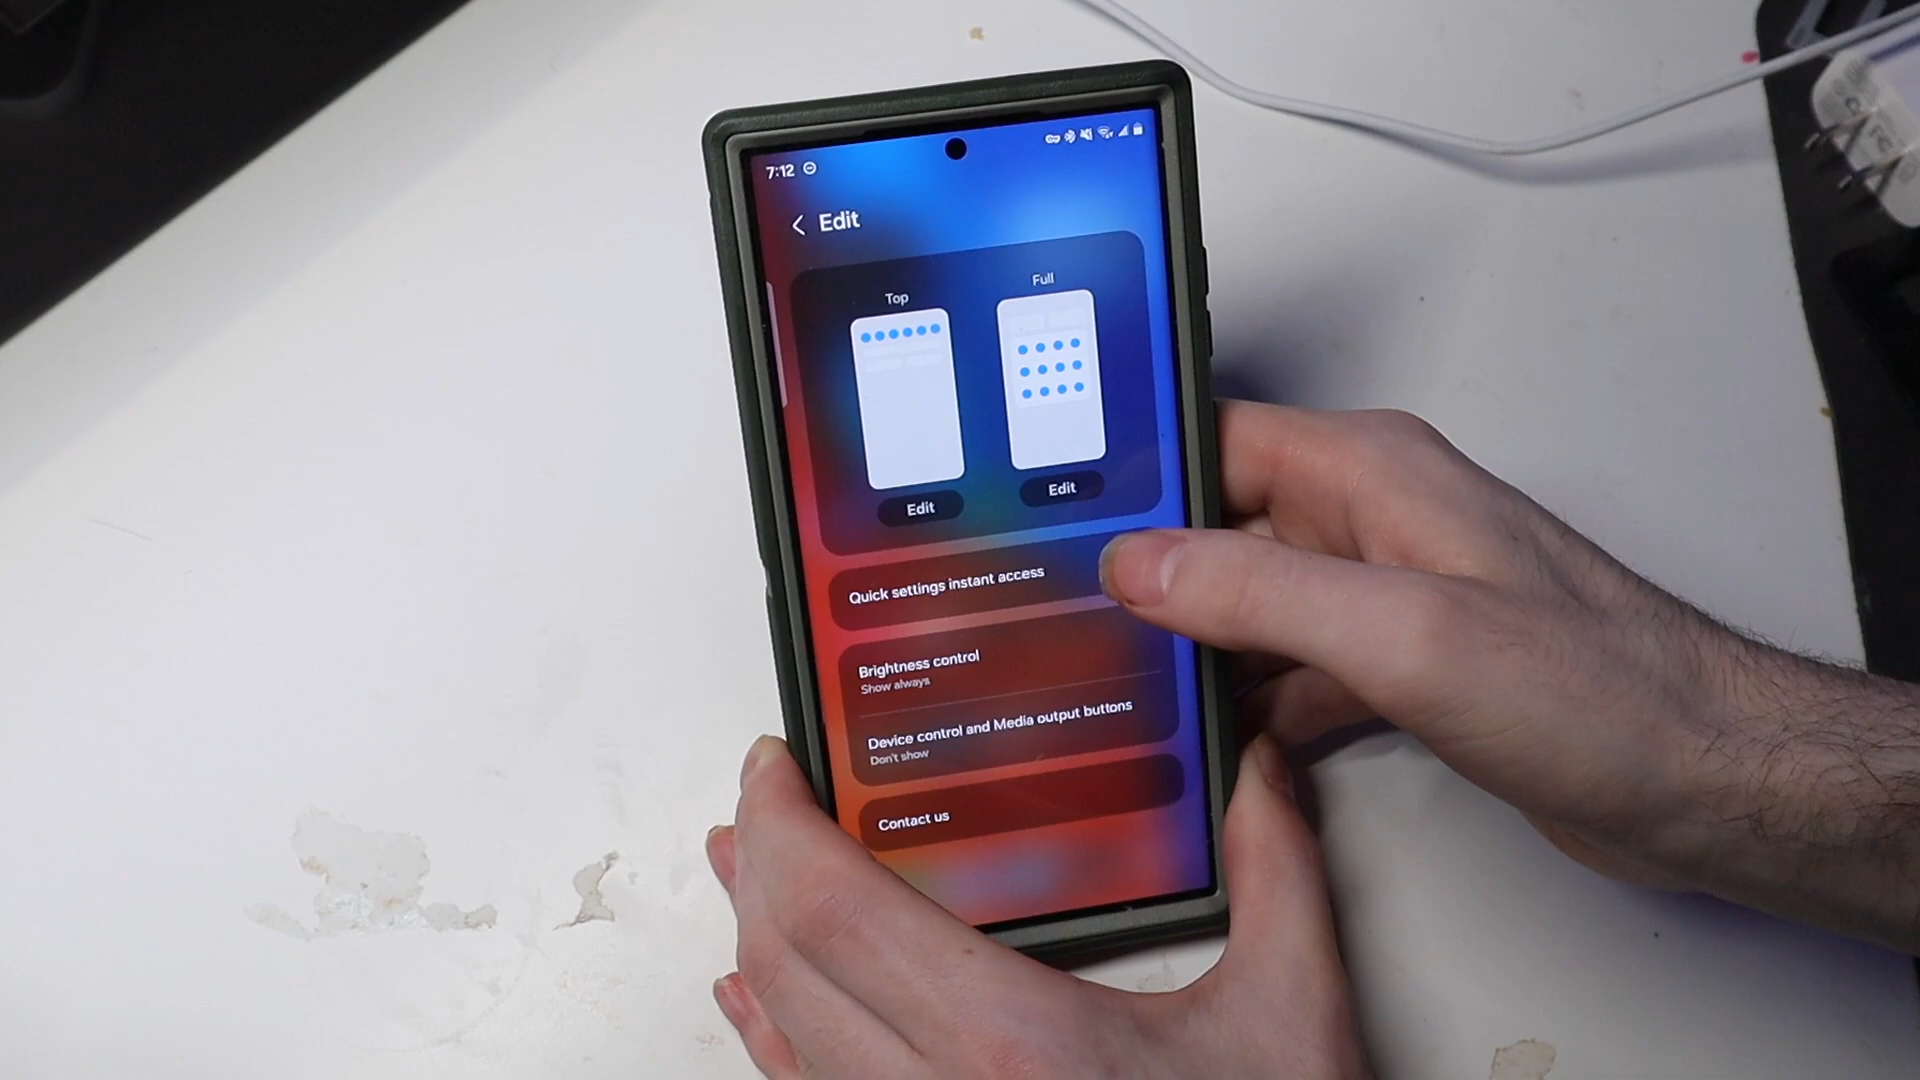 7:12
Edit
Top
Full
Edit
Edit
Quick settings instant access
Brightness control
Show always
Device control and Media output buttons
Don't show
Contact us
FC